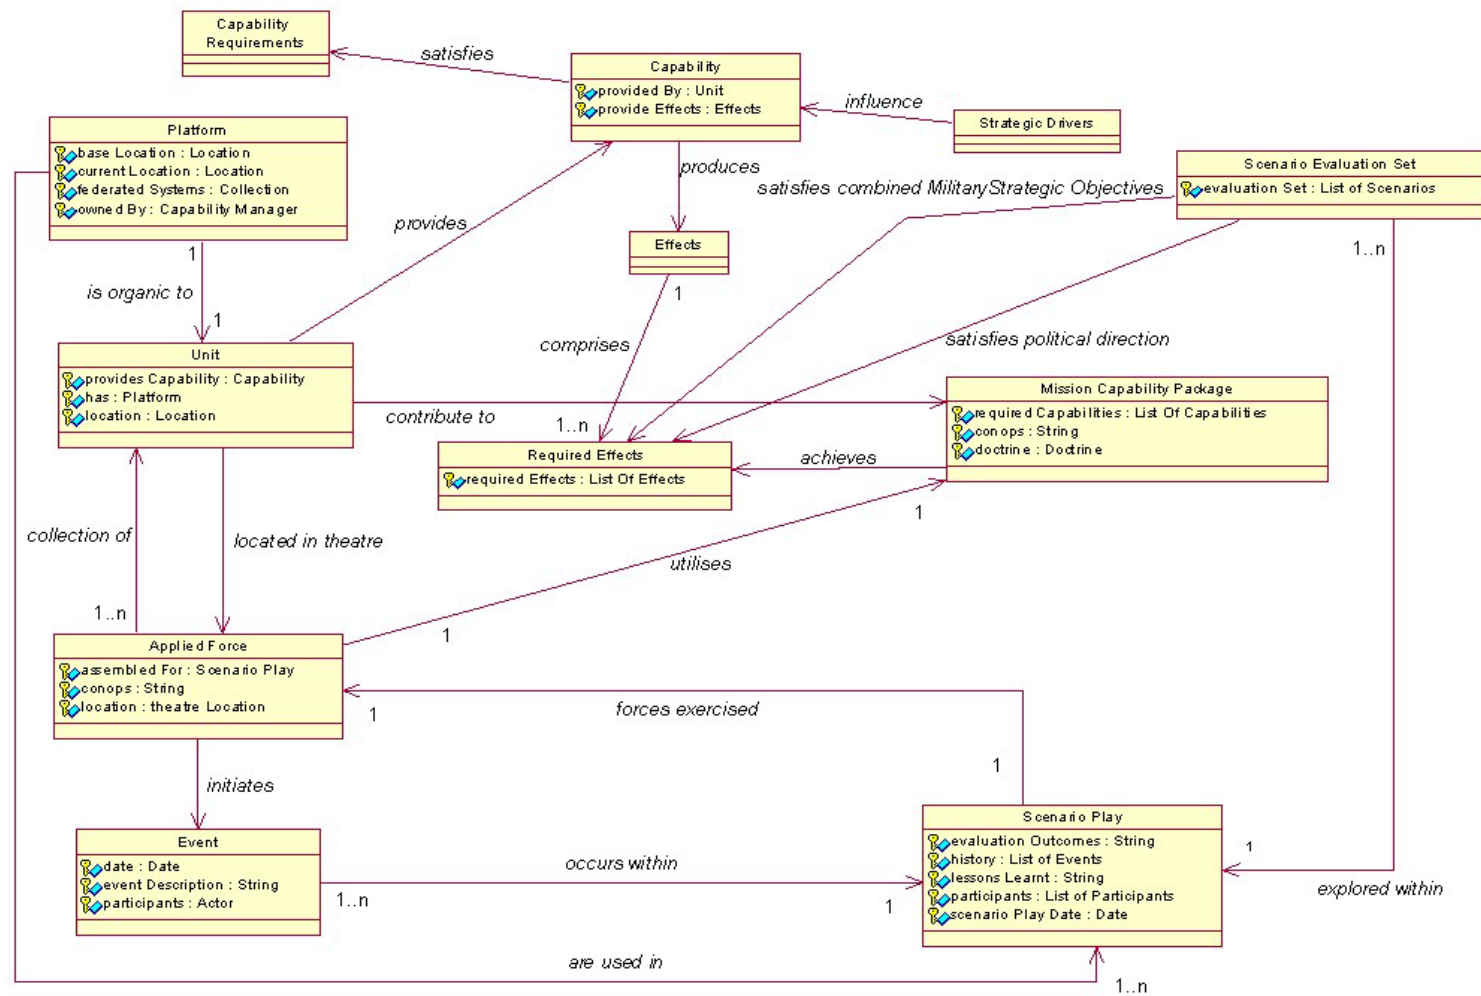 Capability
Requirements
satisfies
Capability
provided By : Unit
provide Effects : Effects
influence
Strategic Drivers
Platform
base Location : Location
current Location : Location
federated Systems : Collection
owned By : Capability Manager
produces
Scenario Evaluation Set
evaluation Set : List of Scenarios
satisfies combined MilitaryStrategic Objectives
provides
1
Effects
1..n
is organic to
1
1
comprises
satisfies political direction
Unit
provides Capability : Capability
has : Platform
location : Location
contribute to
1..n
Mission Capability Package
required Capabilities : List Of Capabilities
conops : String
doctrine : Doctrine
Required Effects
required Effects : List Of Effects
achieves
1
collection of
located in theatre
utilises
1..n
1
Applied Force
assembled For : Scenario Play
conops : String
location : theatre Location
1
forces exercised
1
initiates
Event
date : Date
event Description : String
participants : Actor
occurs within
1..n
1
Scenario Play
evaluation Outcomes : String
history : List of Events
lessons Learnt : String
participants : List of Participants
scenario Play Date : Date
1
explored within
are used in
1..n